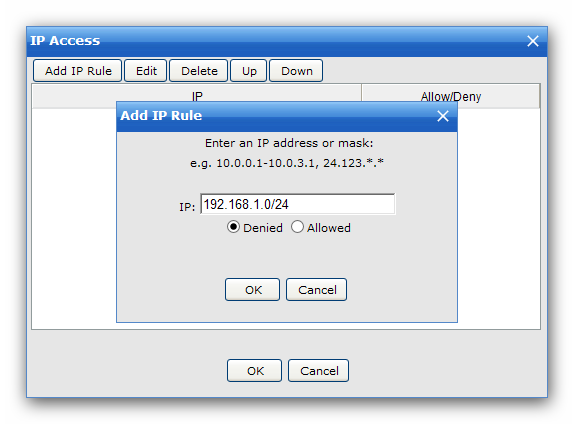 IP Access
Add IP Rule Edit Delete Up Down
IP Allow/Deny
Add IP Rule
Enter an IP address or mask:
e.g. 10.0.0.1-10.0.3.1, 24.123.*.*
IP: 192.168.1.0/24
Denied Allowed
OK Cancel
OK Cancel